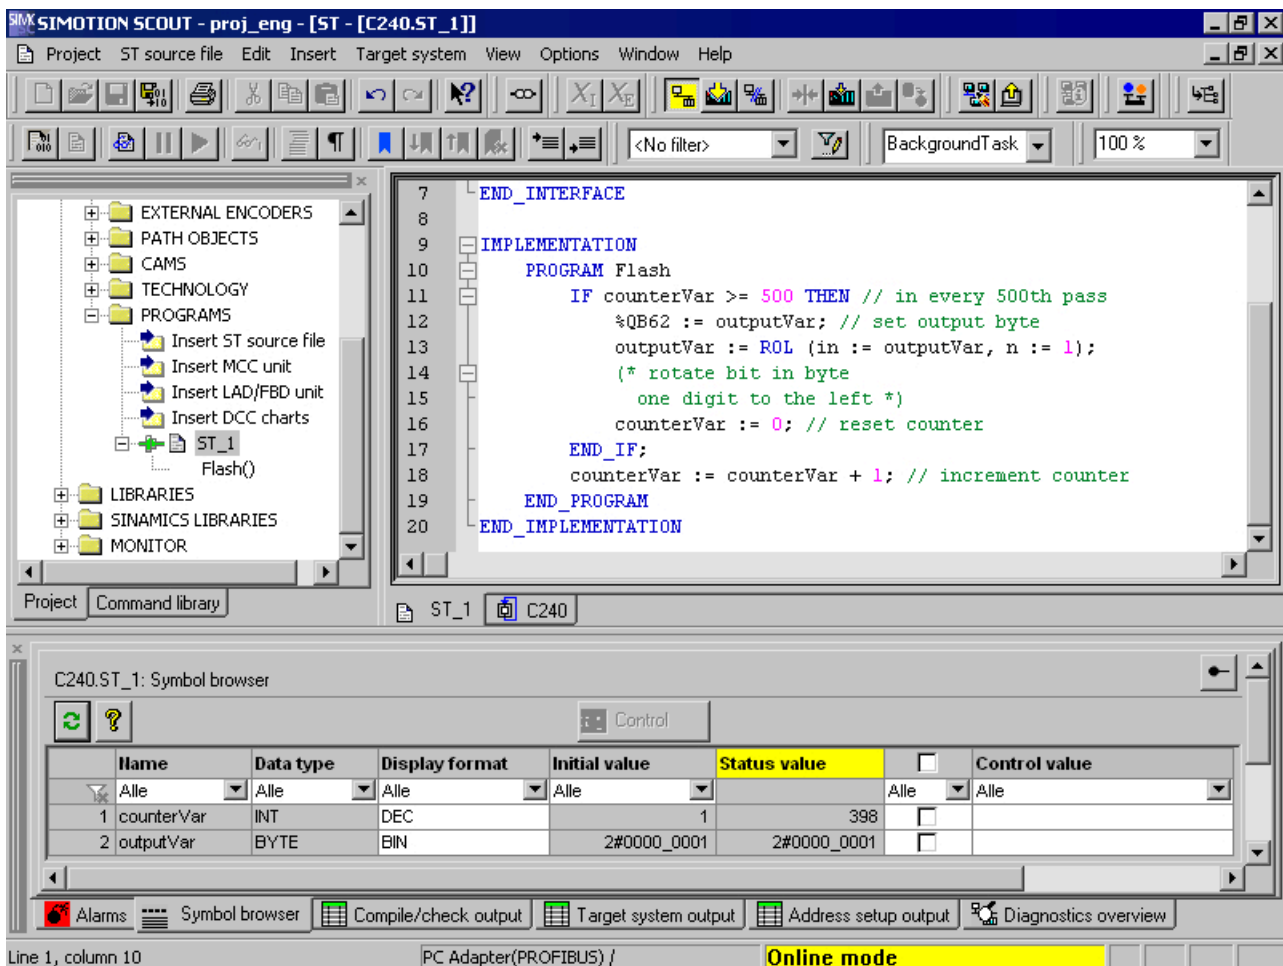 SIMOTION SCOUT - proj_eng - [ST - [C240.ST_1]]
Project ST source file Edit Insert Target system View Options Window Help
<No filter> BackgroundTask 100 %
EXTERNAL ENCODERS
PATH OBJECTS
CAMS
TECHNOLOGY
PROGRAMS
Insert ST source file
Insert MCC unit
Insert LAD/FBD unit
Insert DCC charts
ST_1
Flash()
LIBRARIES
SINAMICS LIBRARIES
MONITOR
Project Command library
7 END_INTERFACE
8
9 IMPLEMENTATION
10 PROGRAM Flash
11 IF counterVar >= 500 THEN // in every 500th pass
12 %QB62 := outputVar; // set output byte
13 outputVar := ROL (in := outputVar, n := 1);
14 (* rotate bit in byte
15 one digit to the left *)
16 counterVar := 0; // reset counter
17 END_IF;
18 counterVar := counterVar + 1; // increment counter
19 END_PROGRAM
20 END_IMPLEMENTATION
ST_1 C240
C240.ST_1: Symbol browser
Control
Name Data type Display format Initial value Status value Control value
Alle Alle Alle Alle Alle Alle
1 counterVar INT DEC 1 398
2 outputVar BYTE BIN 2#0000_0001 2#0000_0001
Alarms Symbol browser Compile/check output Target system output Address setup output Diagnostics overview
Line 1, column 10 PC Adapter(PROFIBUS) / Online mode